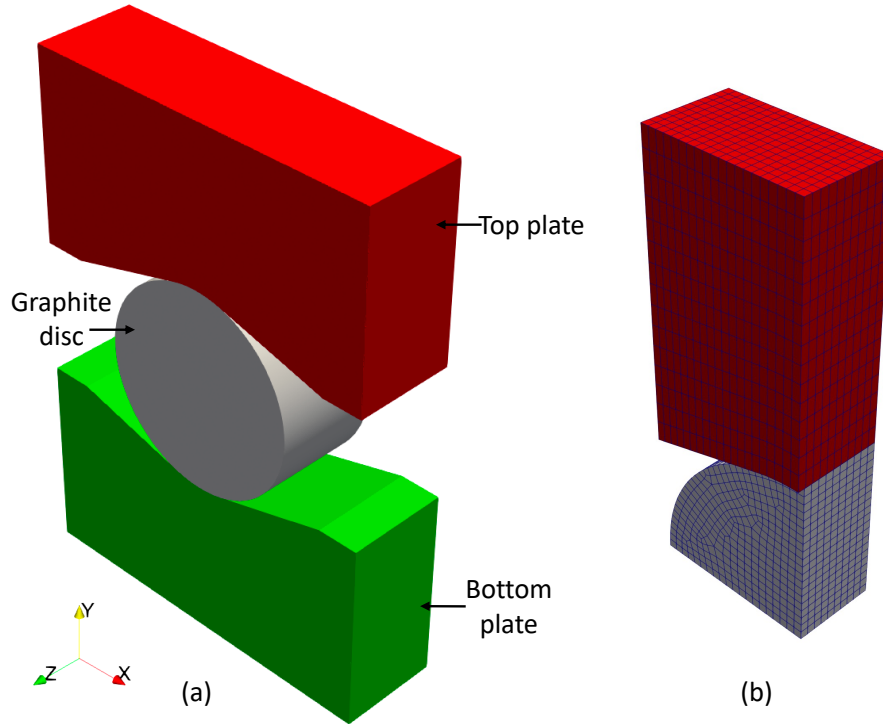 Top plate
Graphite
disc
Bottom
plate
Y
Z
X
(a)
(b)